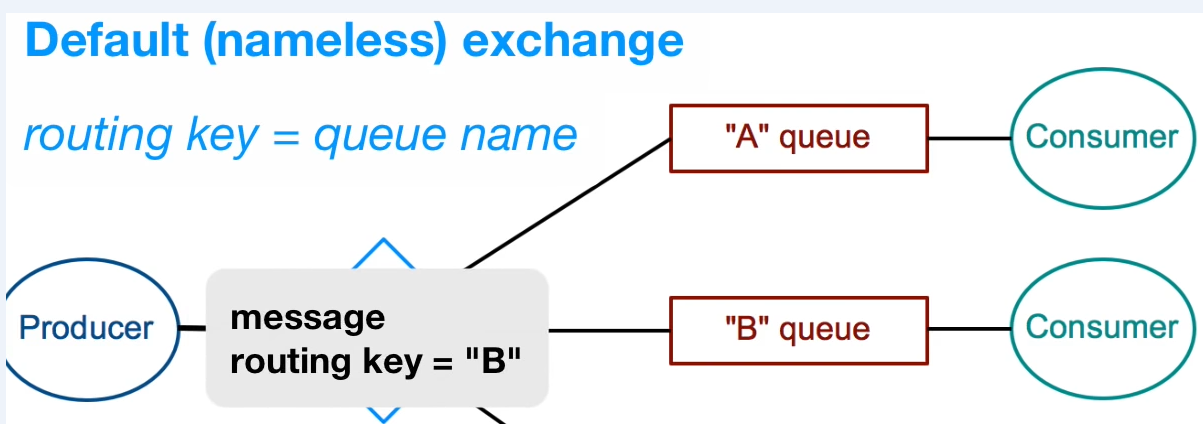 Default (nameless) exchange
routing key = queue name
"A" queue
Consumer
Producer
message
routing key = "B"
"B" queue
Consumer